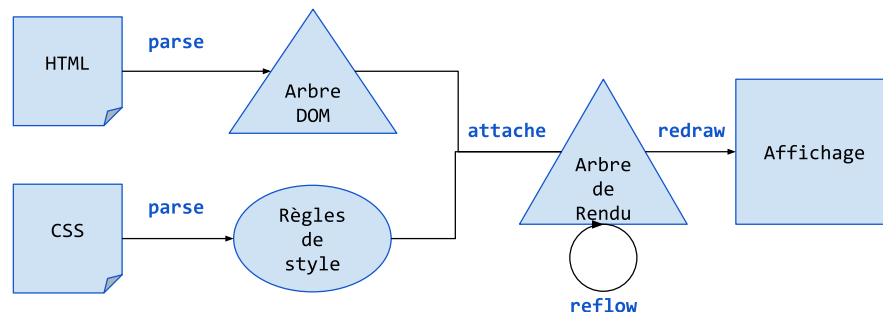 HTML
parse
Arbre
DOM
attache
redraw
Arbre
de
Rendu
Affichage
CSS
parse
Règles
de
style
reflow